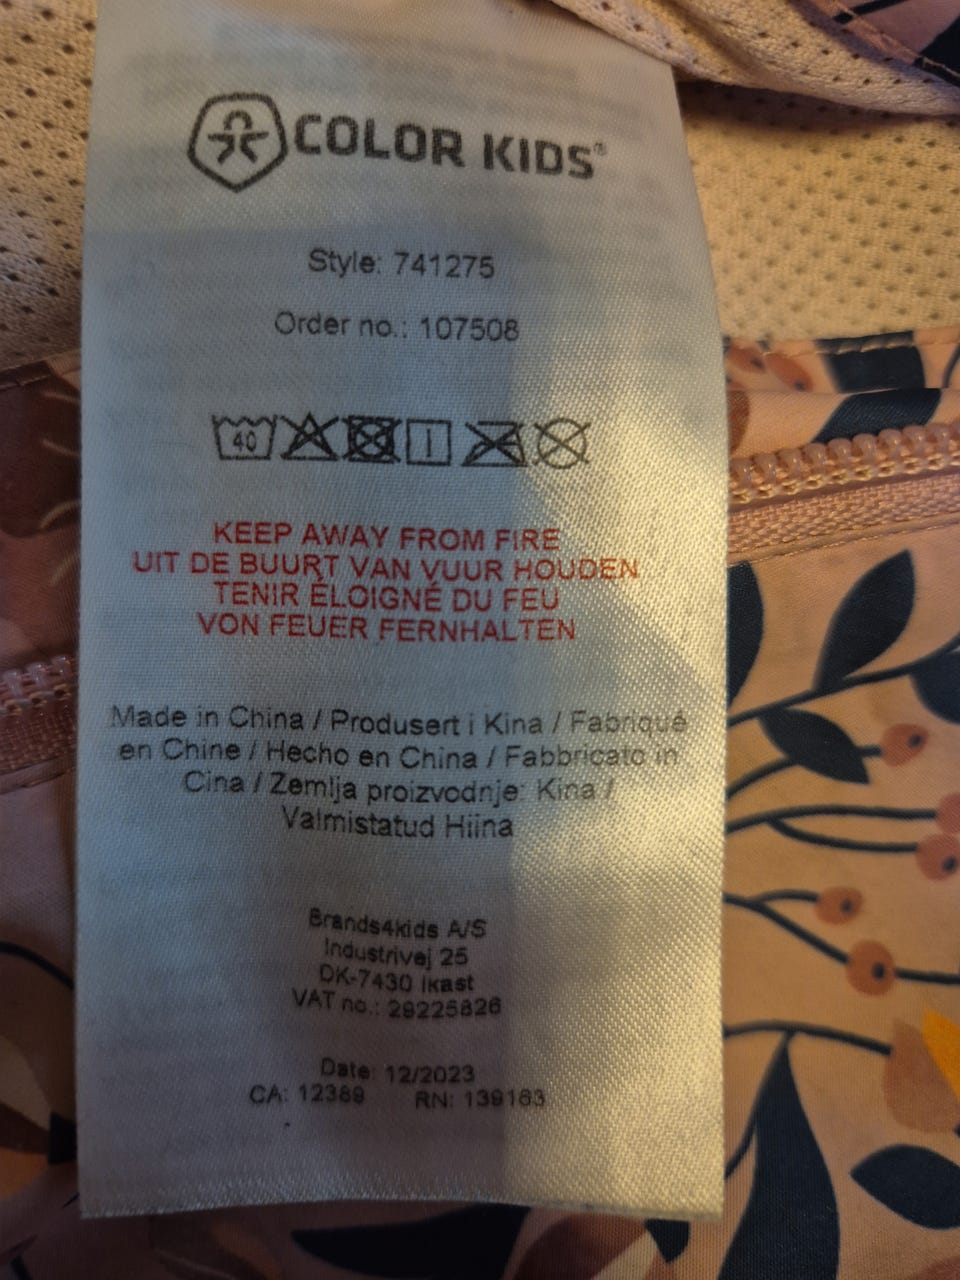 COLOR KIDS®
Style: 741275
Order no.: 107508
40
KEEP AWAY FROM FIRE
UIT DE BUURT VAN VUUR HOUDEN
TENIR ÉLOIGNÉ DU FEU
VON FEUER FERNHALTEN
Made in China / Produsert i Kina / Fabriqué
en Chine / Hecho en China / Fabbricato in
Cina / Zemlja proizvodnje: Kina /
Valmistatud Hiina
Brands4kids A/S
Industrivej 25
DK-7430 Ikast
VAT no.: 29225826
Date: 12/2023
CA: 12389 RN: 139183